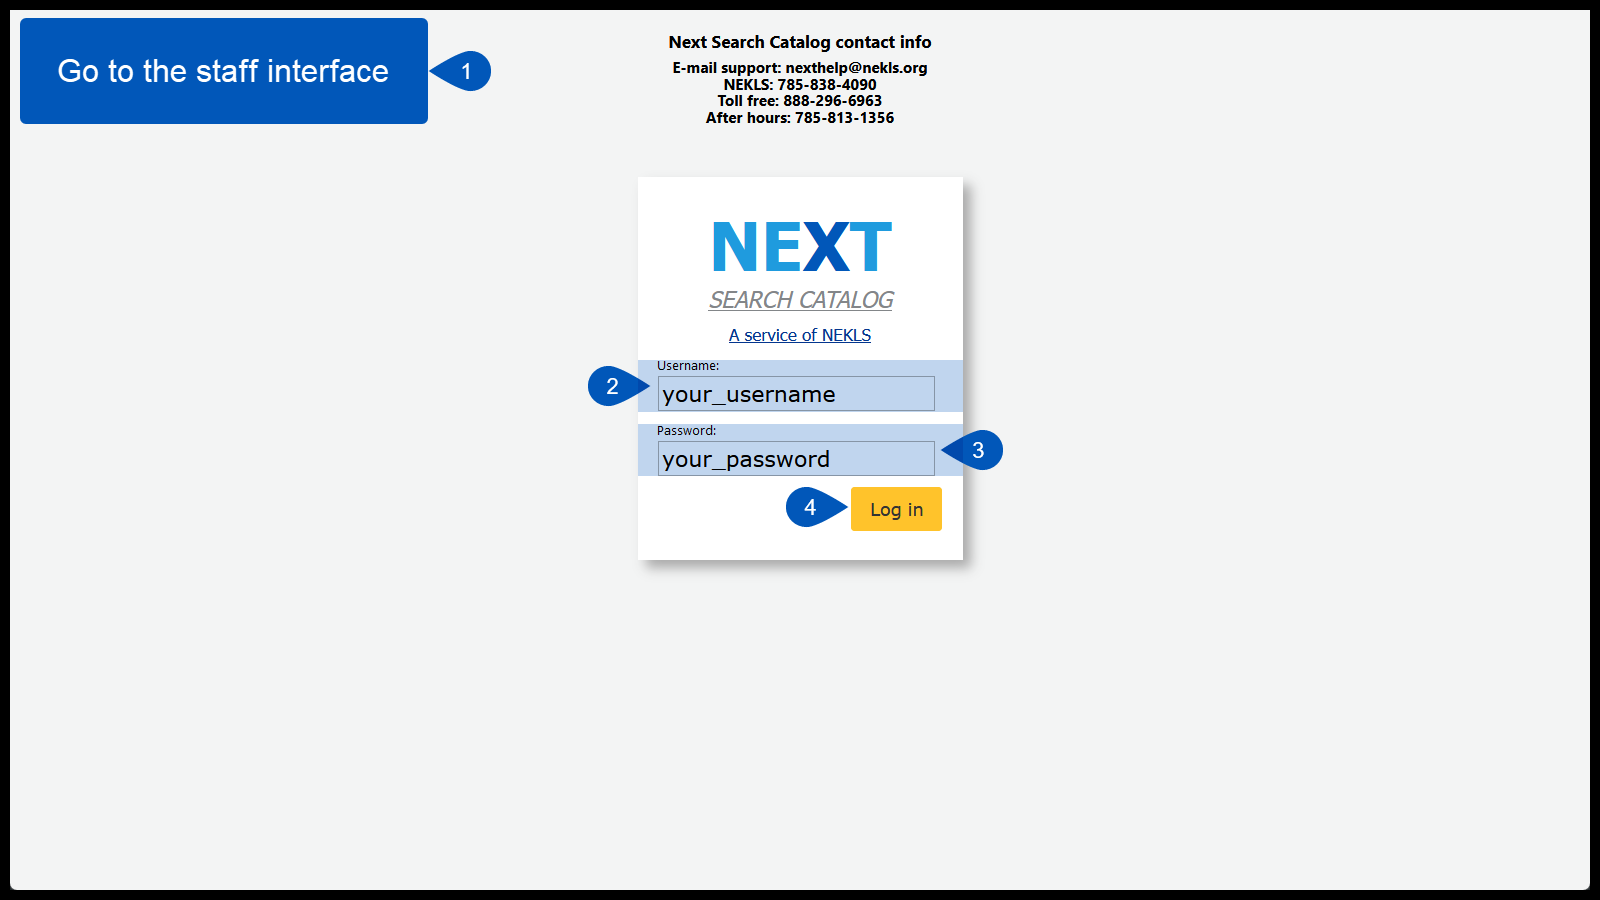 Go to the staff interface
1
Next Search Catalog contact info
E-mail support: nexthelp@nekls.org
NEKLS: 785-838-4090
Toll free: 888-296-6963
After hours: 785-813-1356
NEXT
SEARCH CATALOG
A service of NEKLS
Username:
2
your_username
Password:
your_password
3
4
Log in